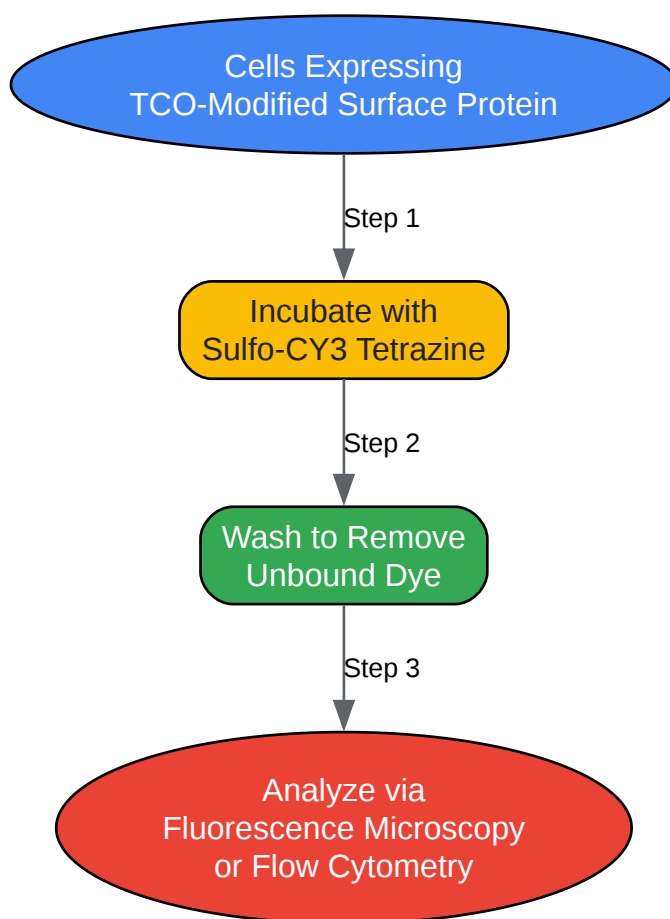 Cells Expressing
TCO-Modified Surface Protein
Step 1
Incubate with
Sulfo-CY3 Tetrazine
Step 2
Wash to Remove
Unbound Dye
Step 3
Analyze via
Fluorescence Microscopy
or Flow Cytometry